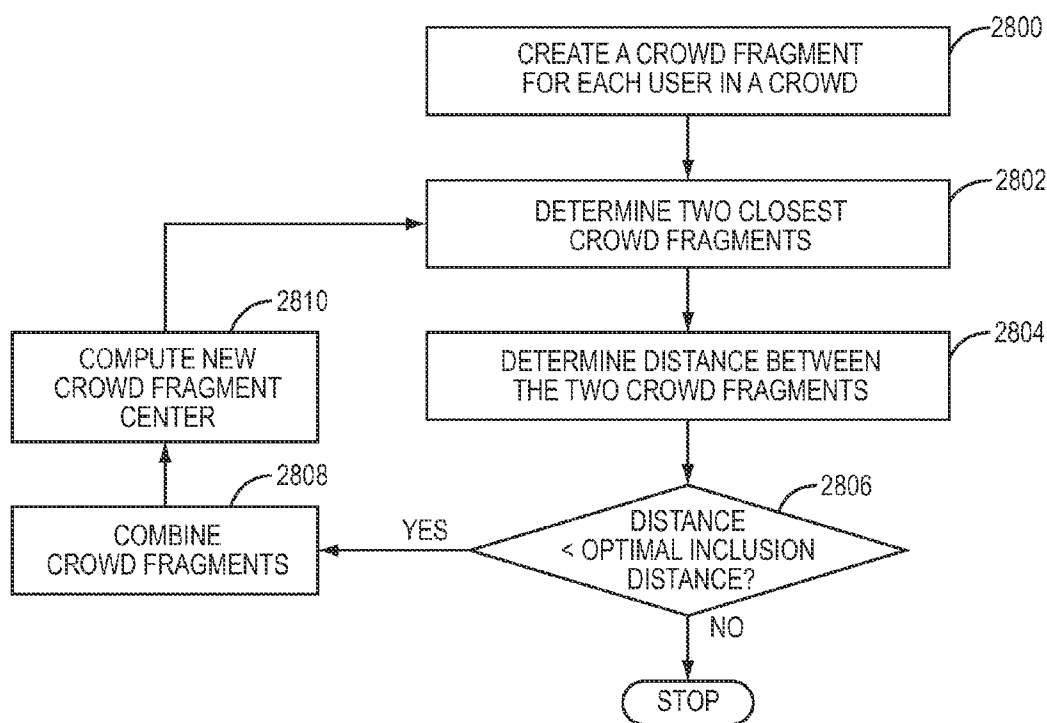 2800
CREATE A CROWD FRAGMENT
FOR EACH USER IN A CROWD
2802
DETERMINE TWO CLOSEST
CROWD FRAGMENTS
2804
DETERMINE DISTANCE BETWEEN
THE TWO CROWD FRAGMENTS
2810
COMPUTE NEW
CROWD FRAGMENT
CENTER
2808
COMBINE
CROWD FRAGMENTS
2806
DISTANCE
< OPTIMAL INCLUSION
DISTANCE?
YES
NO
STOP